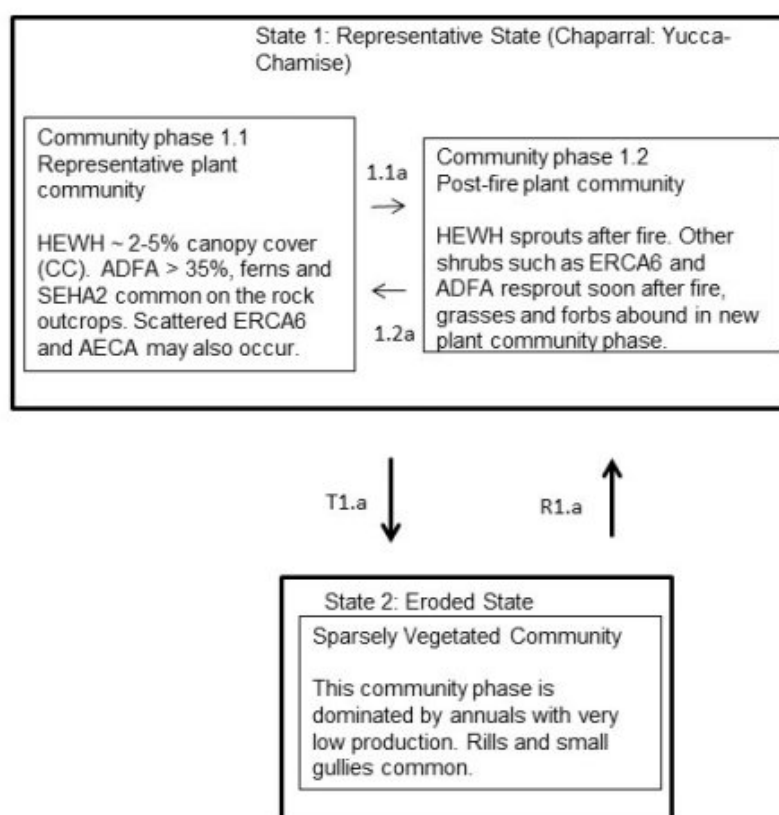 State 1: Representative State (Chaparral: Yucca-
Chamise)
Community phase 1.1
Representative plant
community
HEWH ~ 2-5% canopy cover
(CC). ADFA > 35%, ferns and
SEHA2 common on the rock
outcrops. Scattered ERCA6
and AECA may also occur.
1.1a
1.2a
Community phase 1.2
Post-fire plant community
HEWH sprouts after fire. Other
shrubs such as ERCA6 and
ADFA resprout soon after fire,
grasses and forbs abound in new
plant community phase.
T1.a
R1.a
State 2: Eroded State
Sparsely Vegetated Community
This community phase is
dominated by annuals with very
low production. Rills and small
gullies common.